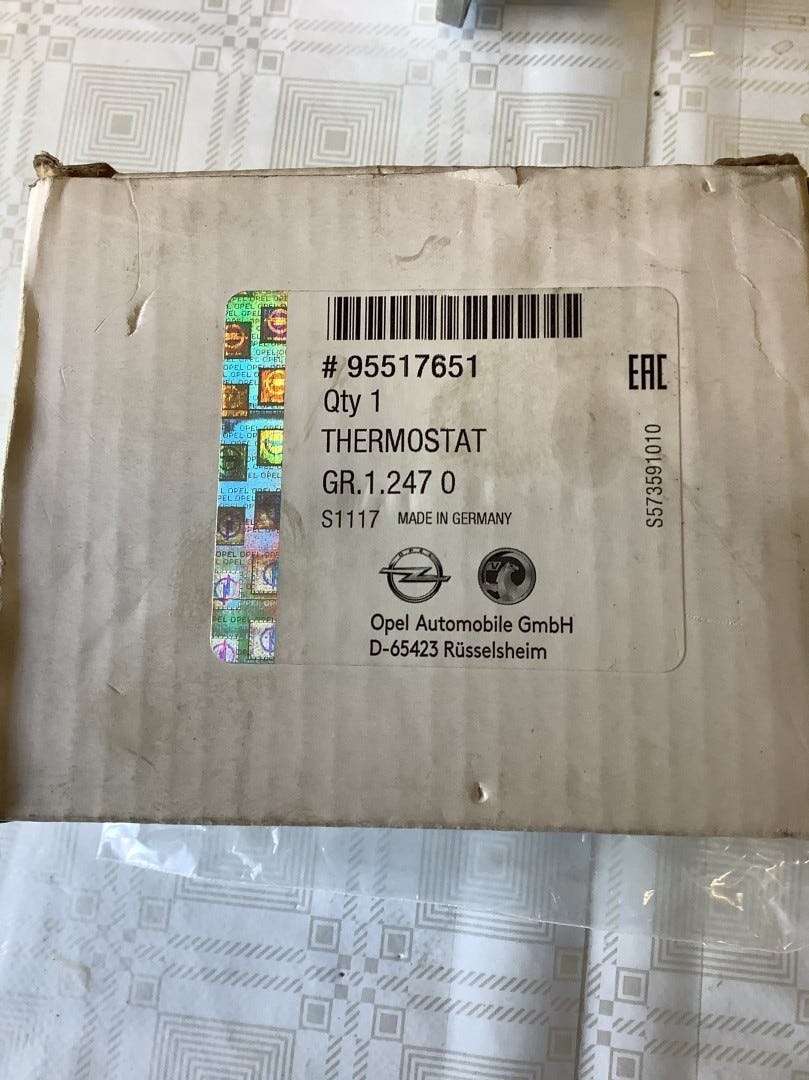 # 95517651
Qty 1
THERMOSTAT
GR.1.247 0
S1117 MADE IN GERMANY
EAC
S573591010
OPEL
Opel Automobile GmbH
D-65423 Rüsselsheim